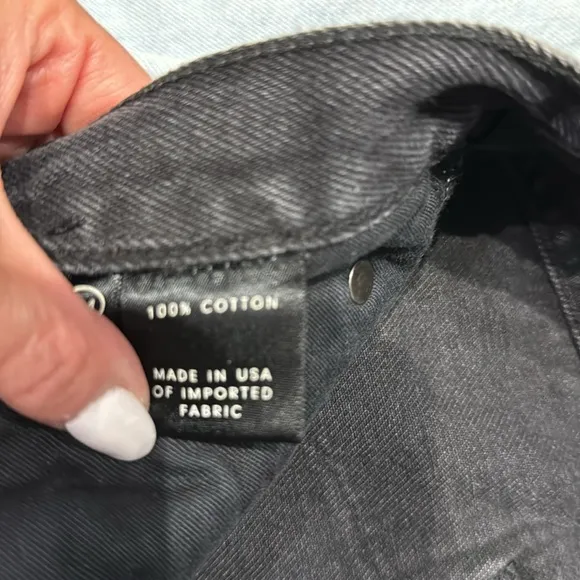 100% COTTON
MADE IN USA
OF IMPORTED
FABRIC